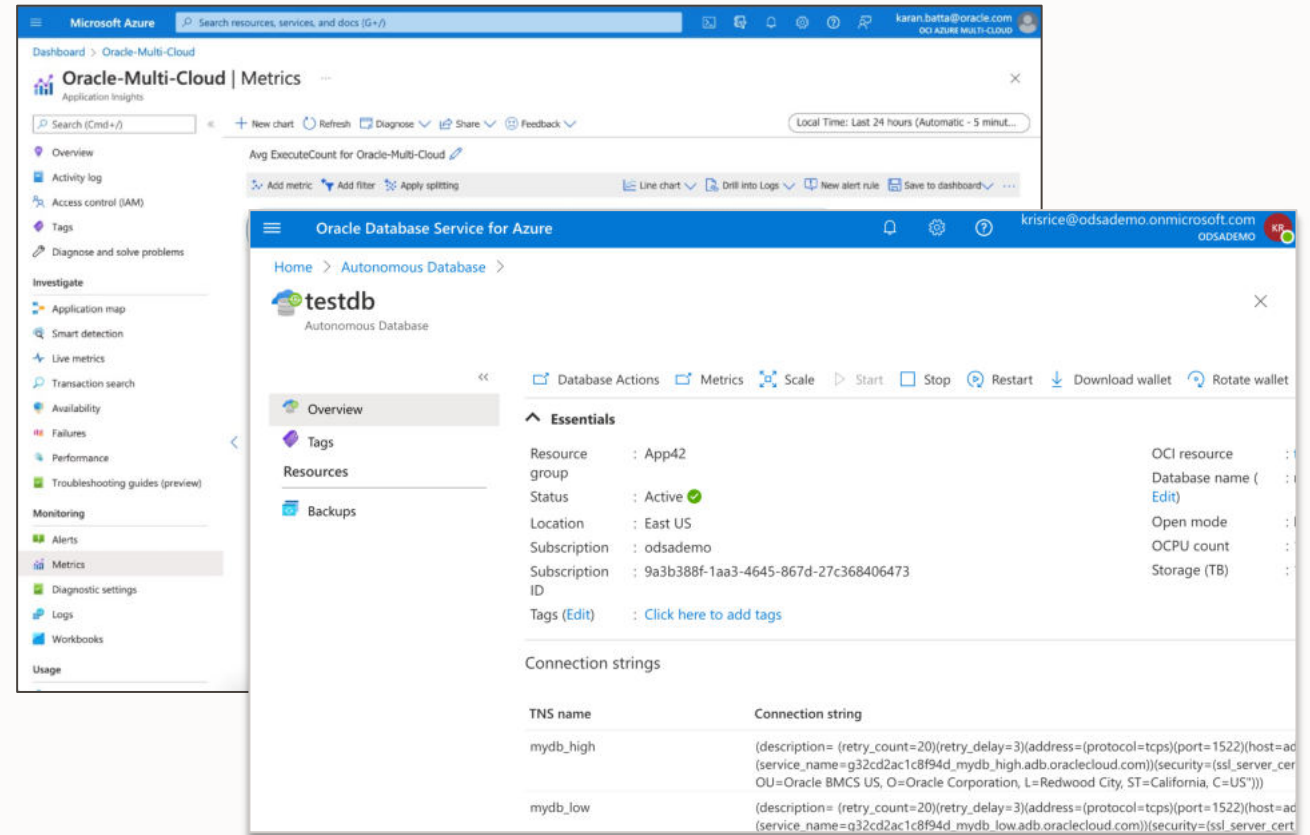 Microsoft Azure
Search resources, services, and docs (G+/)
karan.batta@oracle.com
OCI AZURE MULTI-CLOUD
Dashboard > Oracle-Multi-Cloud
Oracle-Multi-Cloud | Metrics ...
Application Insights
Search (Cmd+/)
«
New chart Refresh Diagnose Share Feedback
Local Time: Last 24 hours (Automatic - 5 minut...
Overview
Activity log
Access control (IAM)
Tags
Diagnose and solve problems
Investigate
Application map
Smart detection
Live metrics
Transaction search
Availability
Failures
Performance
Troubleshooting guides (preview)
Monitoring
Alerts
Metrics
Diagnostic settings
Logs
Workbooks
Usage
Avg ExecuteCount for Oracle-Multi-Cloud
Add metric Add filter Apply splitting
Line chart Drill into Logs New alert rule Save to dashboard ...
Oracle Database Service for Azure
krisrice@odsademo.onmicrosoft.com
ODSADEMO
KR
Home > Autonomous Database >
testdb
Autonomous Database
«
Overview
Tags
Resources
Backups
Database Actions Metrics Scale Start Stop Restart Download wallet Rotate wallet
Essentials
Resource group : App42
Status : Active
Location : East US
Subscription : odsademo
Subscription ID : 9a3b388f-1aa3-4645-867d-27c368406473
Tags (Edit) : Click here to add tags
OCI resource :
Database name (Edit) :
Open mode :
OCPU count :
Storage (TB) :
Connection strings
TNS name Connection string
mydb_high (description= (retry_count=20)(retry_delay=3)(address=(protocol=tcps)(port=1522)(host=ad
(service_name=g32cd2ac1c8f94d_mydb_high.adb.oraclecloud.com))(security=(ssl_server_cer
OU=Oracle BMCS US, O=Oracle Corporation, L=Redwood City, ST=California, C=US")))
mydb_low (description= (retry_count=20)(retry_delay=3)(address=(protocol=tcps)(port=1522)(host=ad
(service_name=g32cd2ac1c8f94d_mydb_low.adb.oraclecloud.com))(security=(ssl_server_cert